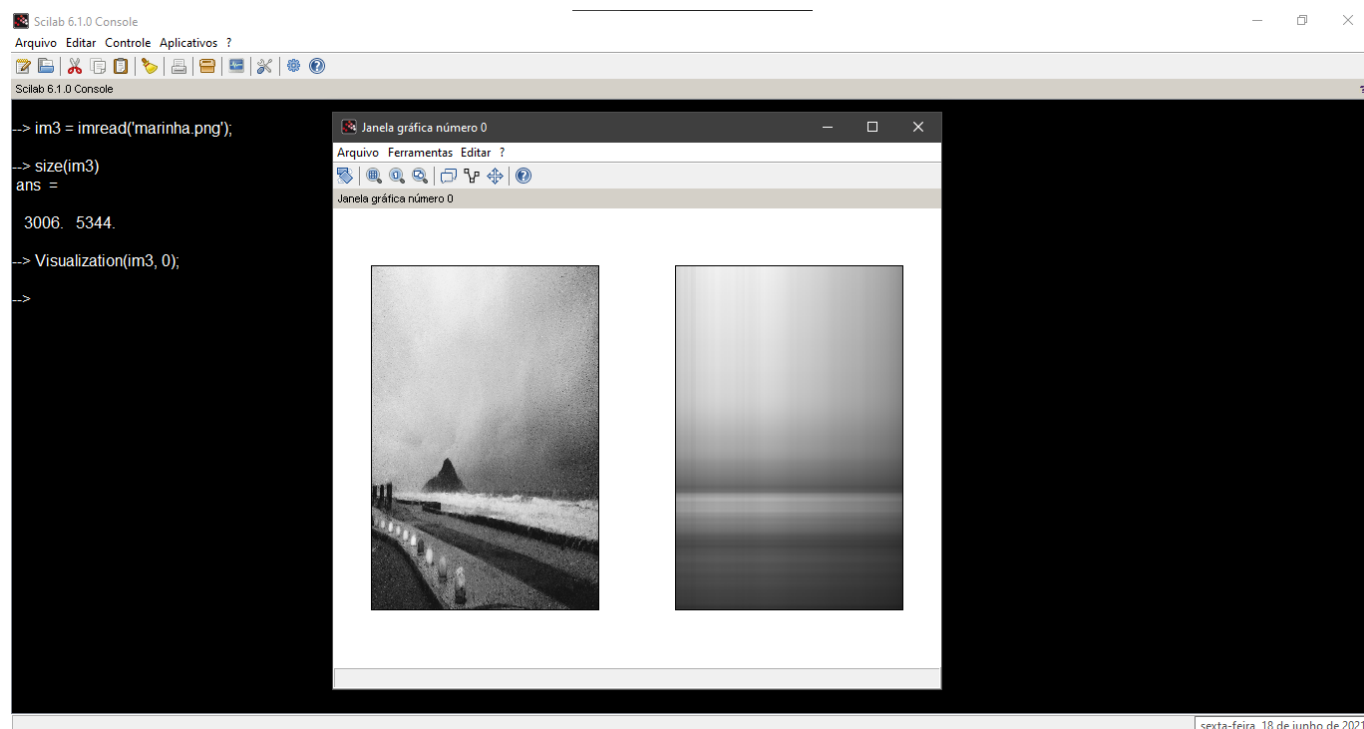 Scilab 6.1.0 Console
Arquivo Editar Controle Aplicativos ?
Scilab 6.1.0 Console
?
--> im3 = imread('marinha.png');
--> size(im3)
ans =
3006. 5344.
--> Visualization(im3, 0);
-->
Janela gráfica número 0
Arquivo Ferramentas Editar ?
Janela gráfica número 0
sexta-feira, 18 de junho de 2021